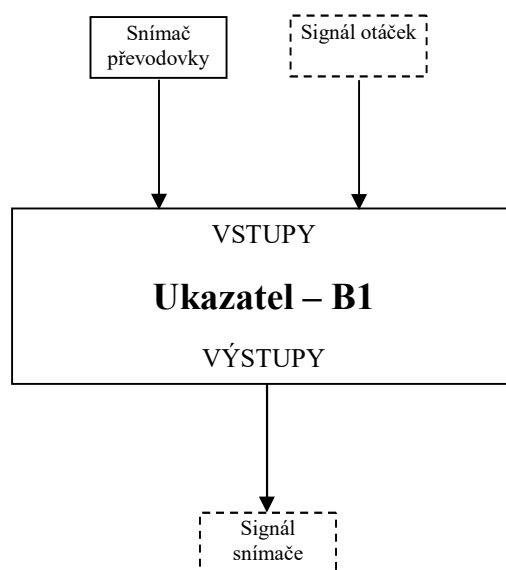 Snímač
převodovky
Signál otáček
VSTUPY
Ukazatel – B1
VÝSTUPY
Signál
snímače